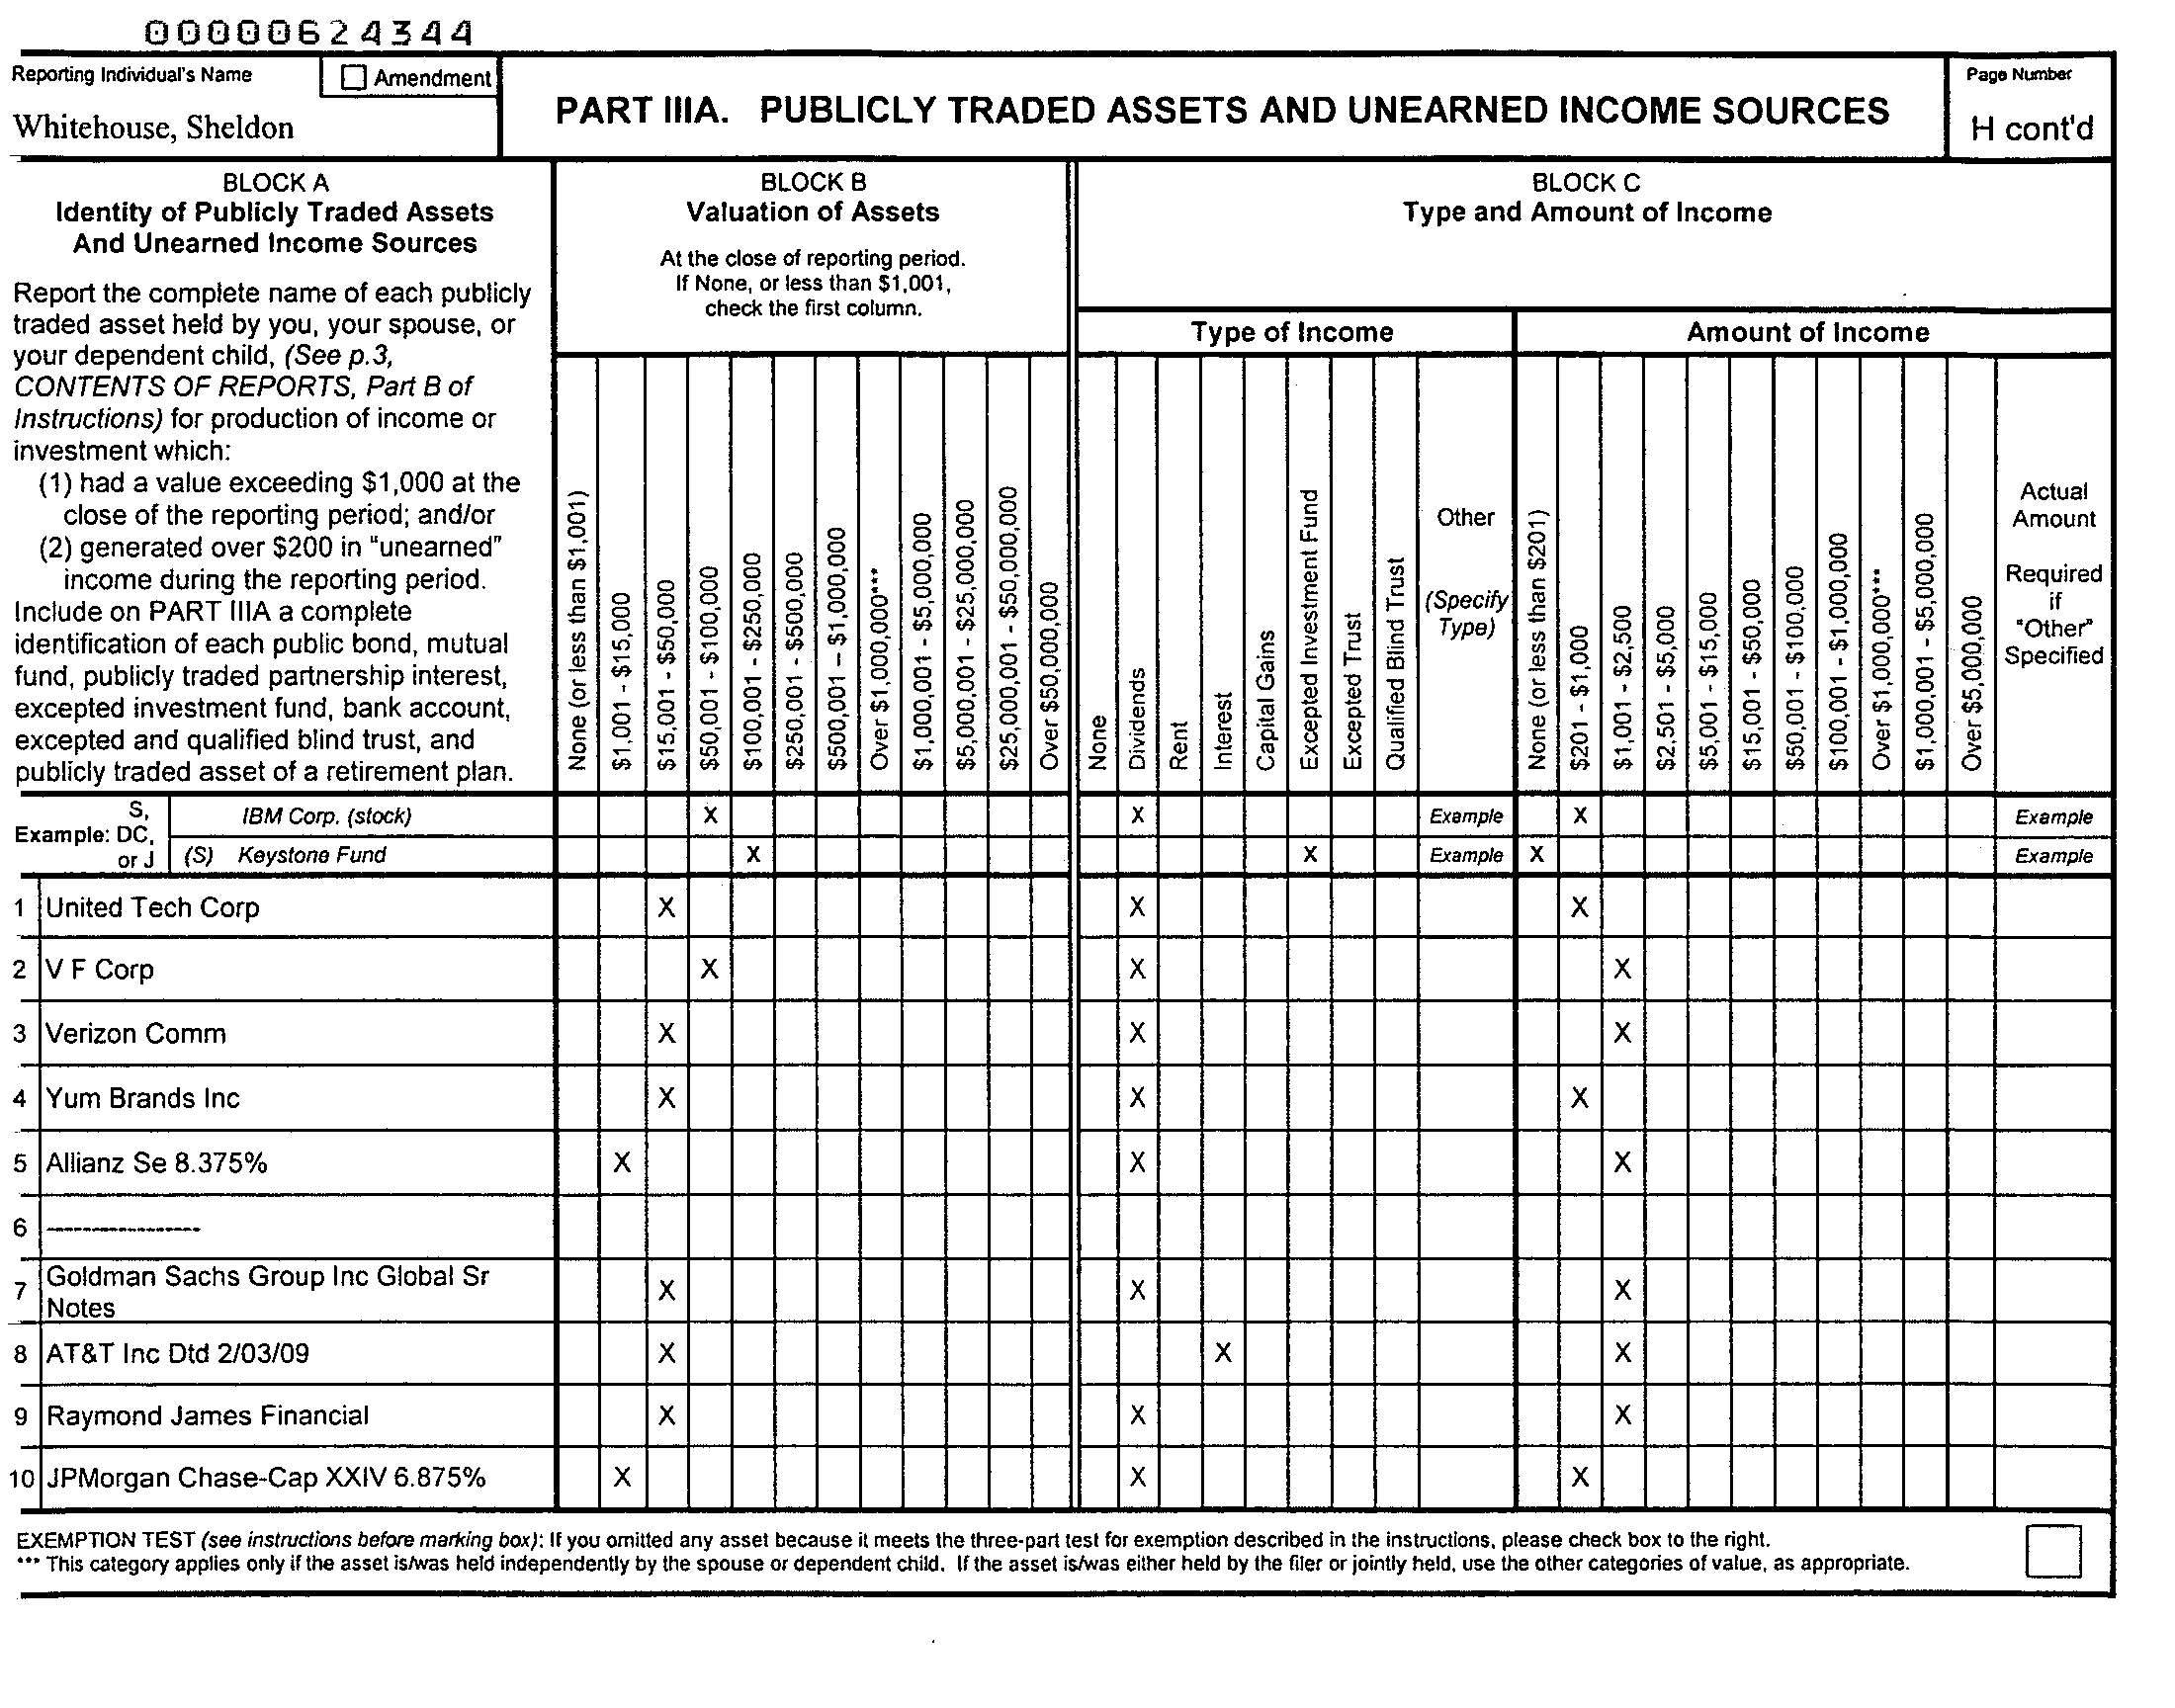 00000624344
Reporting Individual's Name
Amendment
Whitehouse, Sheldon
PART IIIA. PUBLICLY TRADED ASSETS AND UNEARNED INCOME SOURCES
Page Number
H cont'd
BLOCK A
Identity of Publicly Traded Assets
And Unearned Income Sources
Report the complete name of each publicly
traded asset held by you, your spouse, or
your dependent child, (See p.3,
CONTENTS OF REPORTS, Part B of
Instructions) for production of income or
investment which:
(1) had a value exceeding $1,000 at the
close of the reporting period; and/or
(2) generated over $200 in "unearned"
income during the reporting period.
Include on PART IIIA a complete
identification of each public bond, mutual
fund, publicly traded partnership interest,
excepted investment fund, bank account,
excepted and qualified blind trust, and
publicly traded asset of a retirement plan.
BLOCK B
Valuation of Assets
At the close of reporting period.
If None, or less than $1,001,
check the first column.
None (or less than $1,001)
$1,001 - $15,000
$15,001 - $50,000
$50,001 - $100,000
$100,001 - $250,000
$250,001 - $500,000
$500,001 – $1,000,000
Over $1,000,000***
$1,000,001 - $5,000,000
$5,000,001 - $25,000,000
$25,000,001 - $50,000,000
Over $50,000,000
BLOCK C
Type and Amount of Income
Type of Income
None
Dividends
Rent
Interest
Capital Gains
Excepted Investment Fund
Excepted Trust
Qualified Blind Trust
Other
(Specify
Type)
Amount of Income
None (or less than $201)
$201 - $1,000
$1,001 - $2,500
$2,501 - $5,000
$5,001 - $15,000
$15,001 - $50,000
$50,001 - $100,000
$100,001 - $1,000,000
Over $1,000,000***
$1,000,001 - $5,000,000
Over $5,000,000
Actual
Amount
Required
if
"Other"
Specified
Example: S, DC, or J
IBM Corp. (stock) X X Example X Example
(S) Keystone Fund X X Example X Example
1 United Tech Corp X X X
2 V F Corp X X X
3 Verizon Comm X X X
4 Yum Brands Inc X X X
5 Allianz Se 8.375% X X X
6 -----------------
7 Goldman Sachs Group Inc Global Sr
Notes X X X
8 AT&T Inc Dtd 2/03/09 X X X
9 Raymond James Financial X X X
10 JPMorgan Chase-Cap XXIV 6.875% X X X
EXEMPTION TEST (see instructions before marking box): If you omitted any asset because it meets the three-part test for exemption described in the instructions, please check box to the right.
*** This category applies only if the asset is/was held independently by the spouse or dependent child. If the asset is/was either held by the filer or jointly held, use the other categories of value, as appropriate.